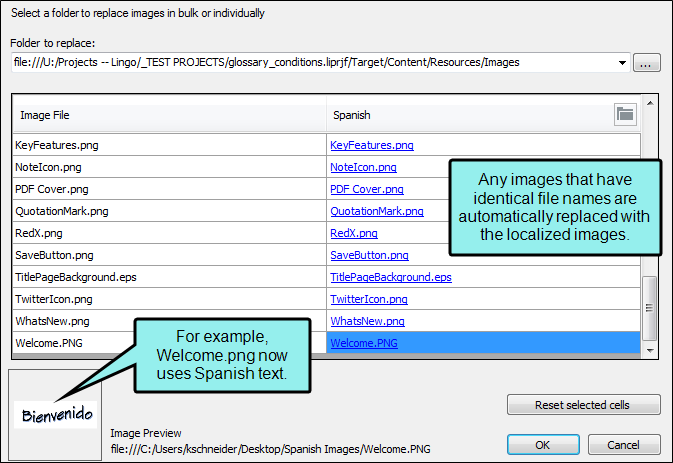 Select a folder to replace images in bulk or individually
Folder to replace:
file:///U:/Projects -- Lingo/_TEST PROJECTS/glossary_conditions.liprjf/Target/Content/Resources/Images
...
Image File Spanish
KeyFeatures.png KeyFeatures.png
NoteIcon.png NoteIcon.png
PDF Cover.png PDF Cover.png
QuotationMark.png QuotationMark.png
RedX.png RedX.png
SaveButton.png SaveButton.png
TitlePageBackground.eps TitlePageBackground.eps
TwitterIcon.png TwitterIcon.png
WhatsNew.png WhatsNew.png
Welcome.PNG Welcome.PNG
Any images that have
identical file names are
automatically replaced with
the localized images.
For example,
Welcome.png now
uses Spanish text.
Bienvenido
Image Preview
file:///C:/Users/kschneider/Desktop/Spanish Images/Welcome.PNG
Reset selected cells
OK Cancel